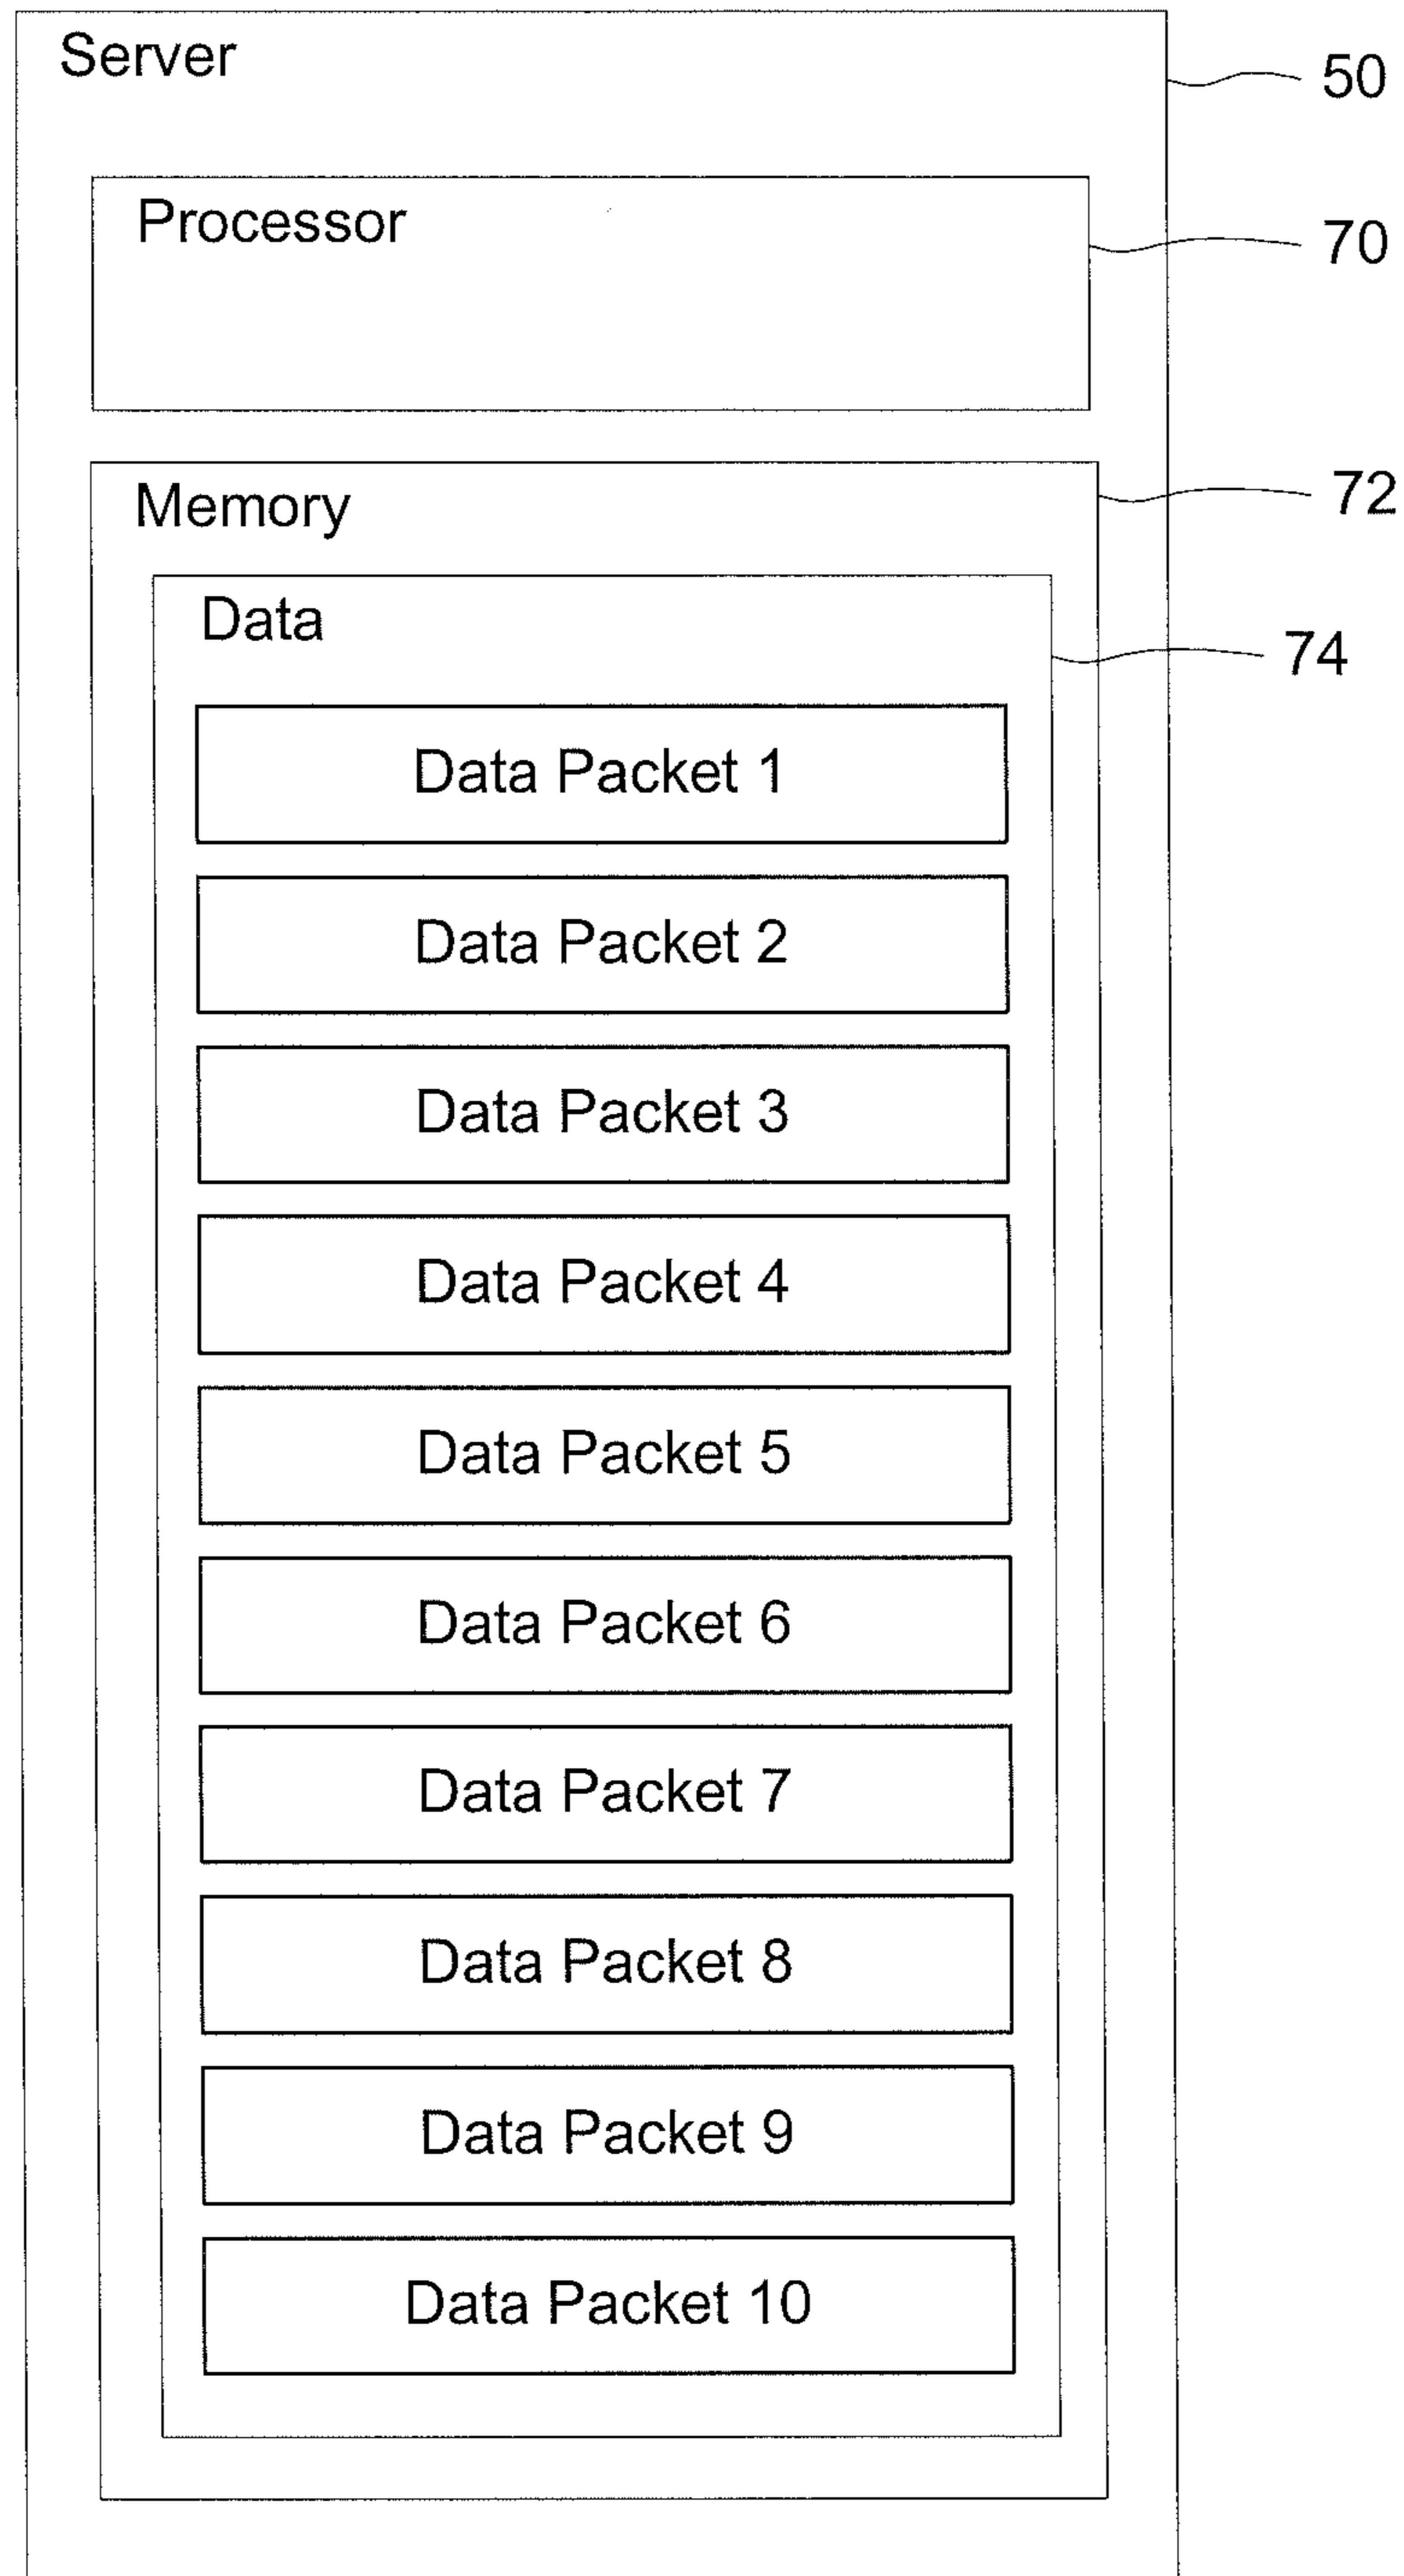 Server
50
Processor
70
Memory
72
Data
74
Data Packet 1
Data Packet 2
Data Packet 3
Data Packet 4
Data Packet 5
Data Packet 6
Data Packet 7
Data Packet 8
Data Packet 9
Data Packet 10